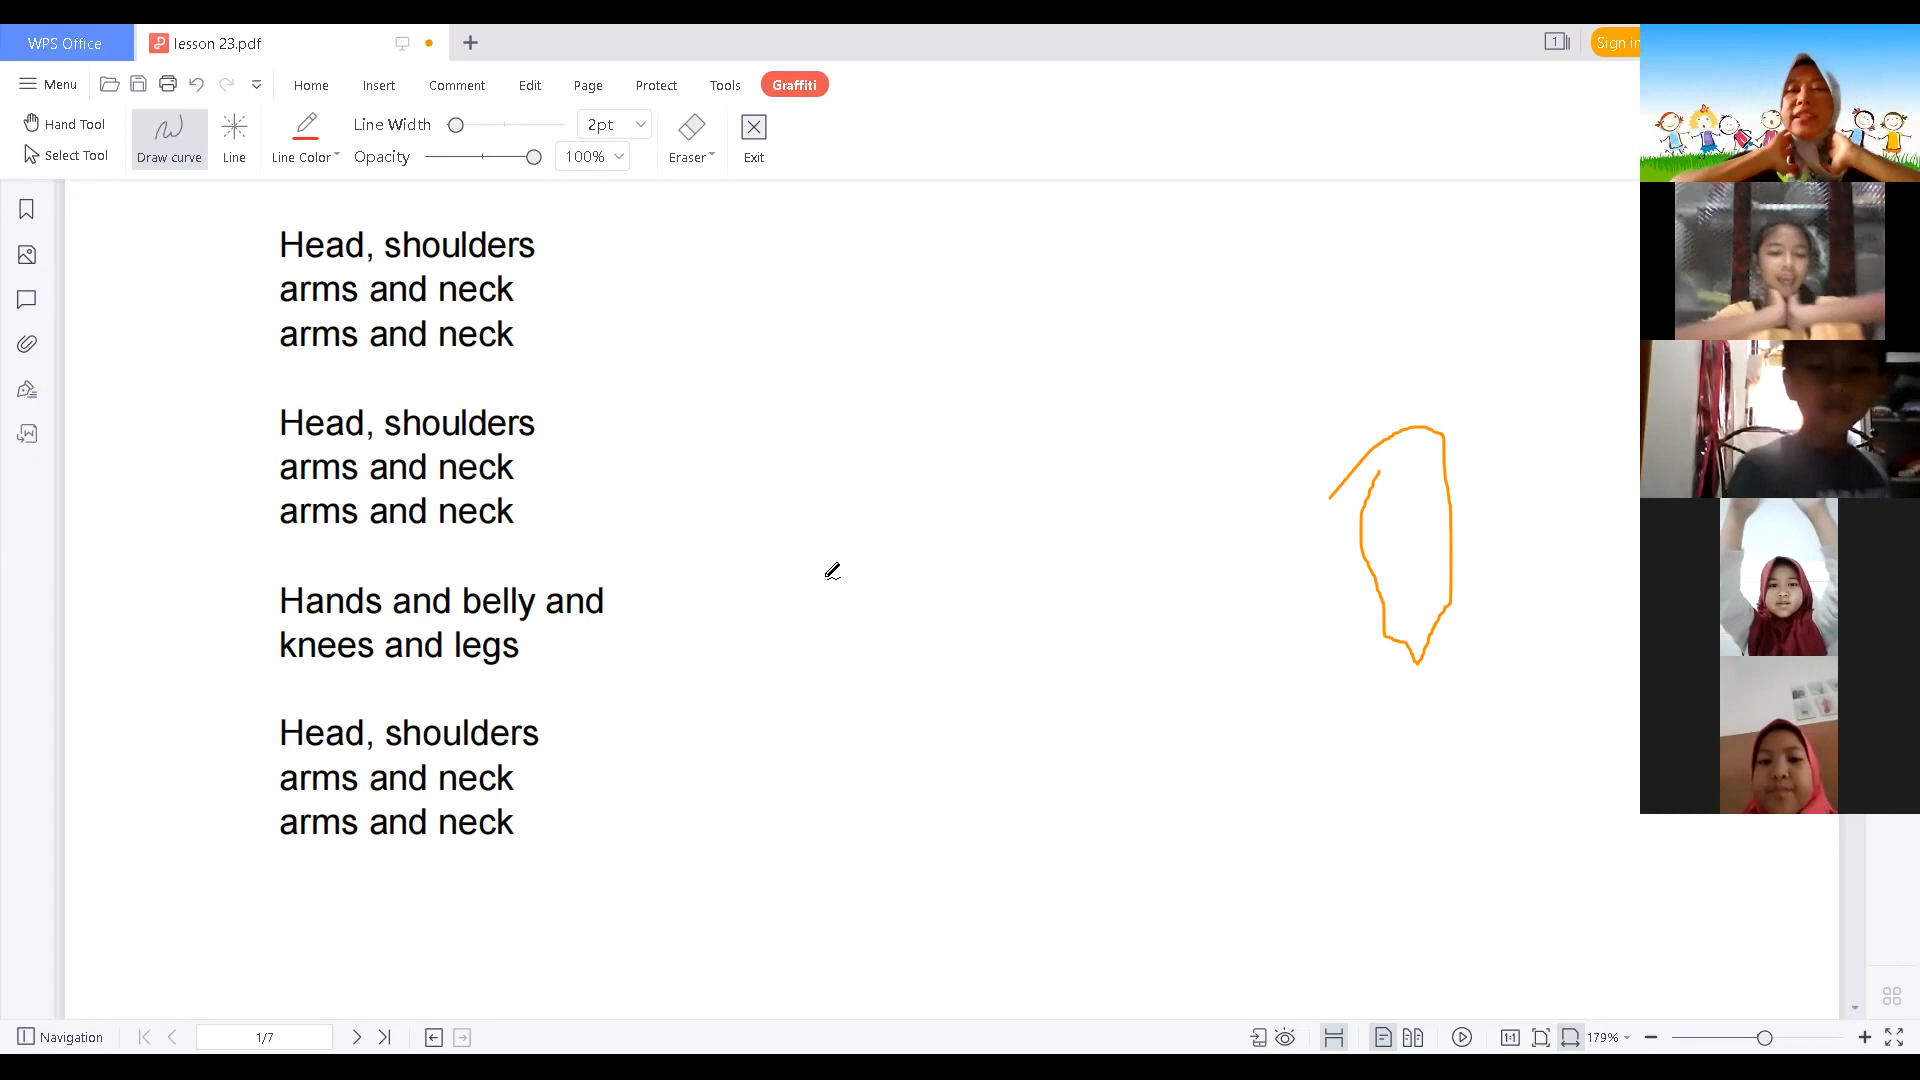 WPS Office
lesson 23.pdf
1
Sign in
Menu
Home
Insert
Comment
Edit
Page
Protect
Tools
Graffiti
Hand Tool
Select Tool
Draw curve
Line
Line Color
Line Width
2pt
Opacity
100%
Eraser
Exit
Head, shoulders
arms and neck
arms and neck
Head, shoulders
arms and neck
arms and neck
Hands and belly and
knees and legs
Head, shoulders
arms and neck
arms and neck
Navigation
1/7
1:1
179%